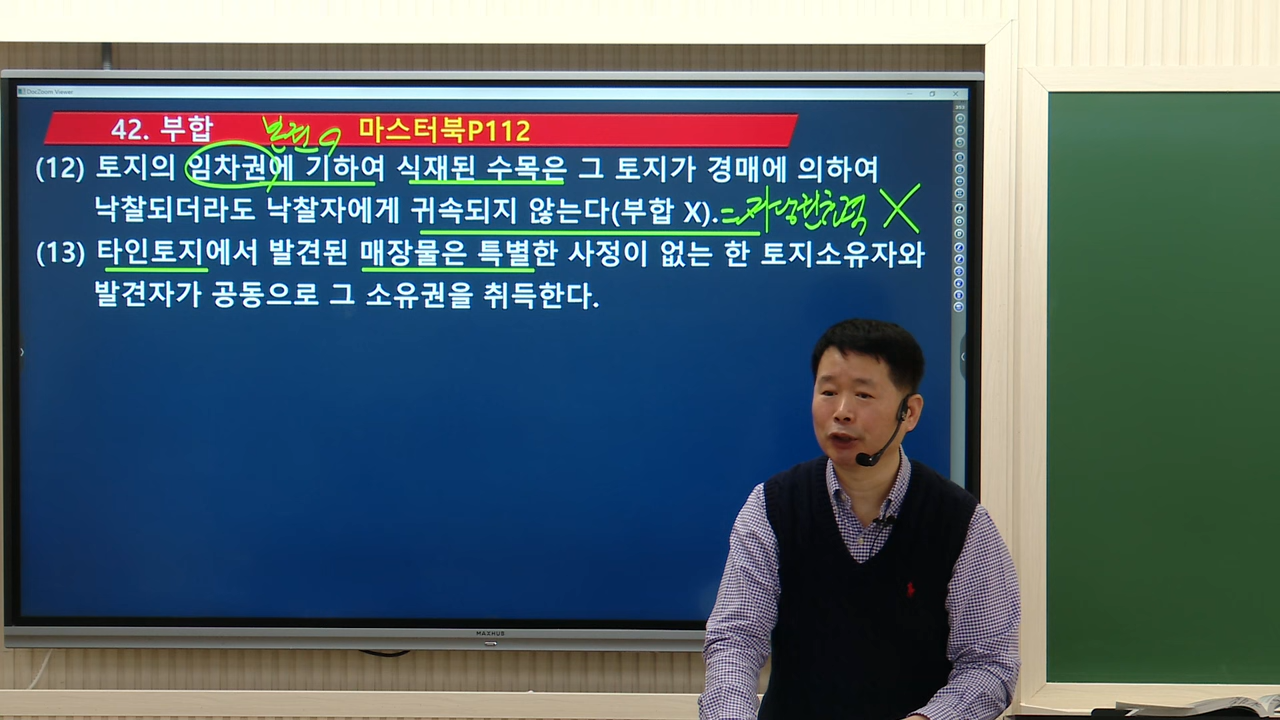 DocZoom Viewer
42. 부합 마스터북P112
(12) 토지의 임차권에 기하여 식재된 수목은 그 토지가 경매에 의하여
낙찰되더라도 낙찰자에게 귀속되지 않는다(부합 X). = X
(13) 타인토지에서 발견된 매장물은 특별한 사정이 없는 한 토지소유자와
발견자가 공동으로 그 소유권을 취득한다.
MAXHUB